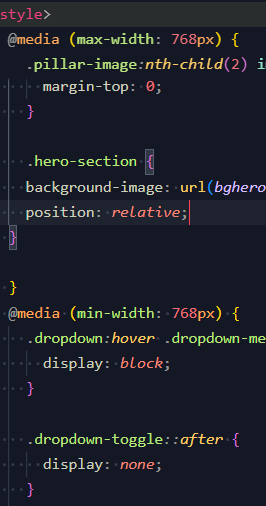 style>
@media (max-width: 768px) {
.pillar-image:nth-child(2)
margin-top: 0;
}
.hero-section {
background-image: url(bghero
position: relative;
}
}
@media (min-width: 768px) {
.dropdown:hover .dropdown-me
display: block;
}
.dropdown-toggle::after {
display: none;
}